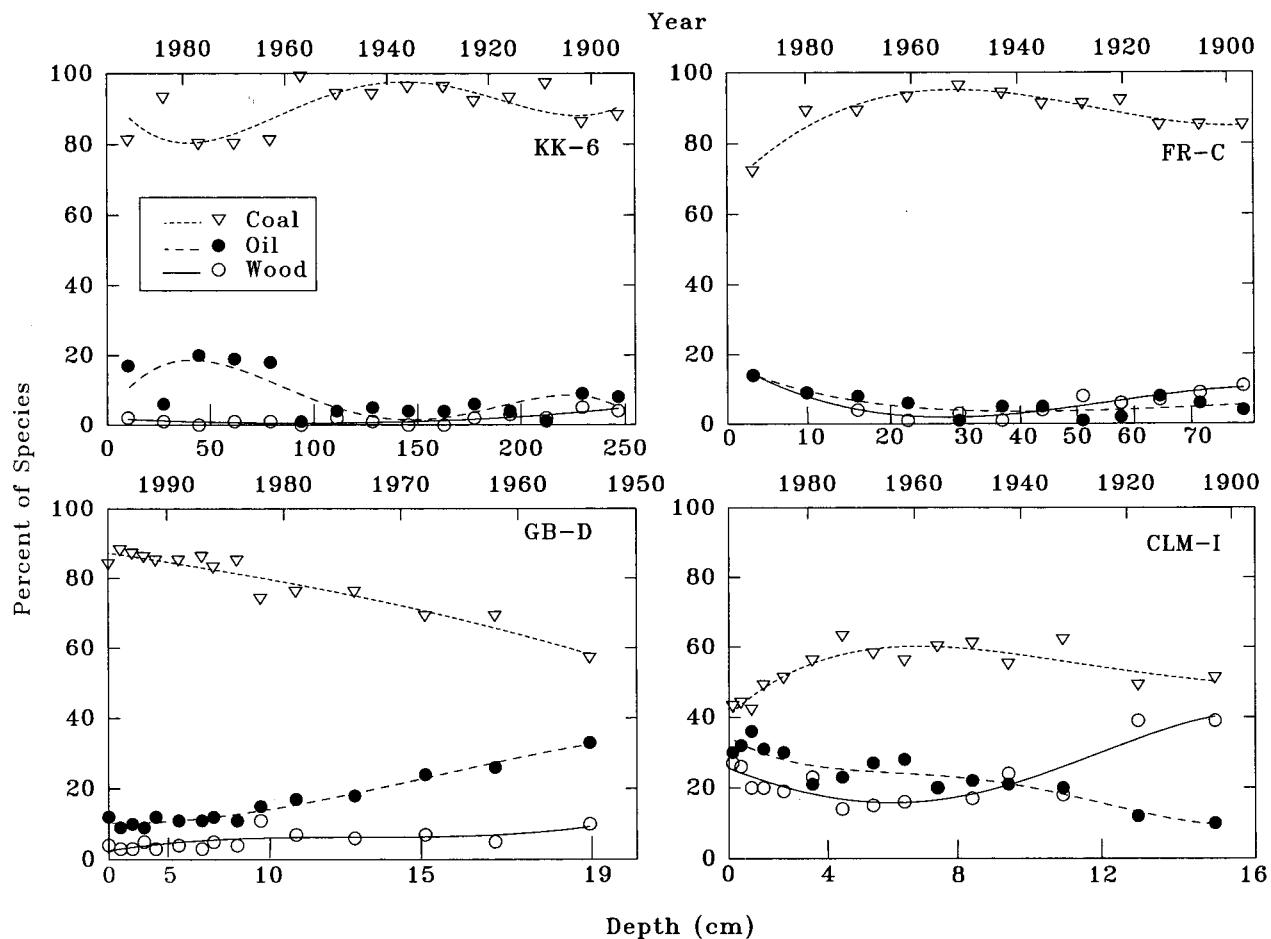 Year
1980 1960 1940 1920 1900
1980 1960 1940 1920 1900
100
80
60
40
20
0
KK-6
Coal
Oil
Wood
0 50 100 150 200 250
100
80
60
40
20
0
FR-C
0 10 20 30 40 50 60 70
Percent of Species
1990 1980 1970 1960 1950
1980 1960 1940 1920 1900
100
80
60
40
20
0
GB-D
0 5 10 15 19
100
80
60
40
20
0
CLM-I
0 4 8 12 16
Depth (cm)